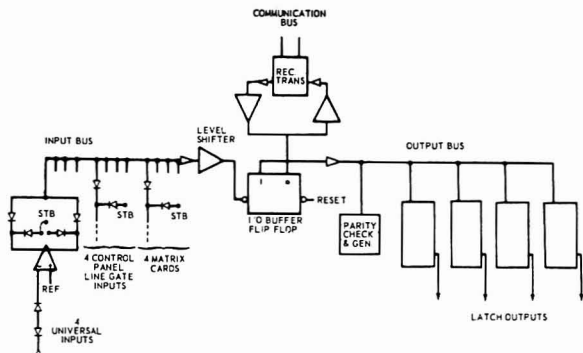 COMMUNICATION
BUS
REC.
TRANS
INPUT BUS
LEVEL
SHIFTER
OUTPUT BUS
STB
STB
STB
REF
4
UNIVERSAL
INPUTS
4 CONTROL
PANEL
LINE GATE
INPUTS
4 MATRIX
CARDS
I
O
RESET
I'O BUFFER
FLIP FLOP
PARITY
CHECK
& GEN
LATCH OUTPUTS